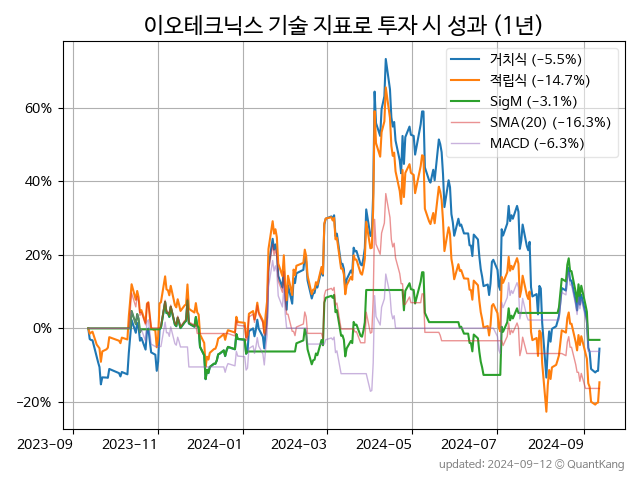 이오테크닉스 기술 지표로 투자 시 성과 (1년)
거치식 (−5.5%)
적립식 (−14.7%)
SigM (−3.1%)
SMA(20) (−16.3%)
MACD (−6.3%)
60%
40%
20%
0%
−20%
2023-09
2023-11
2024-01
2024-03
2024-05
2024-07
2024-09
updated: 2024-09-12 © QuantKang